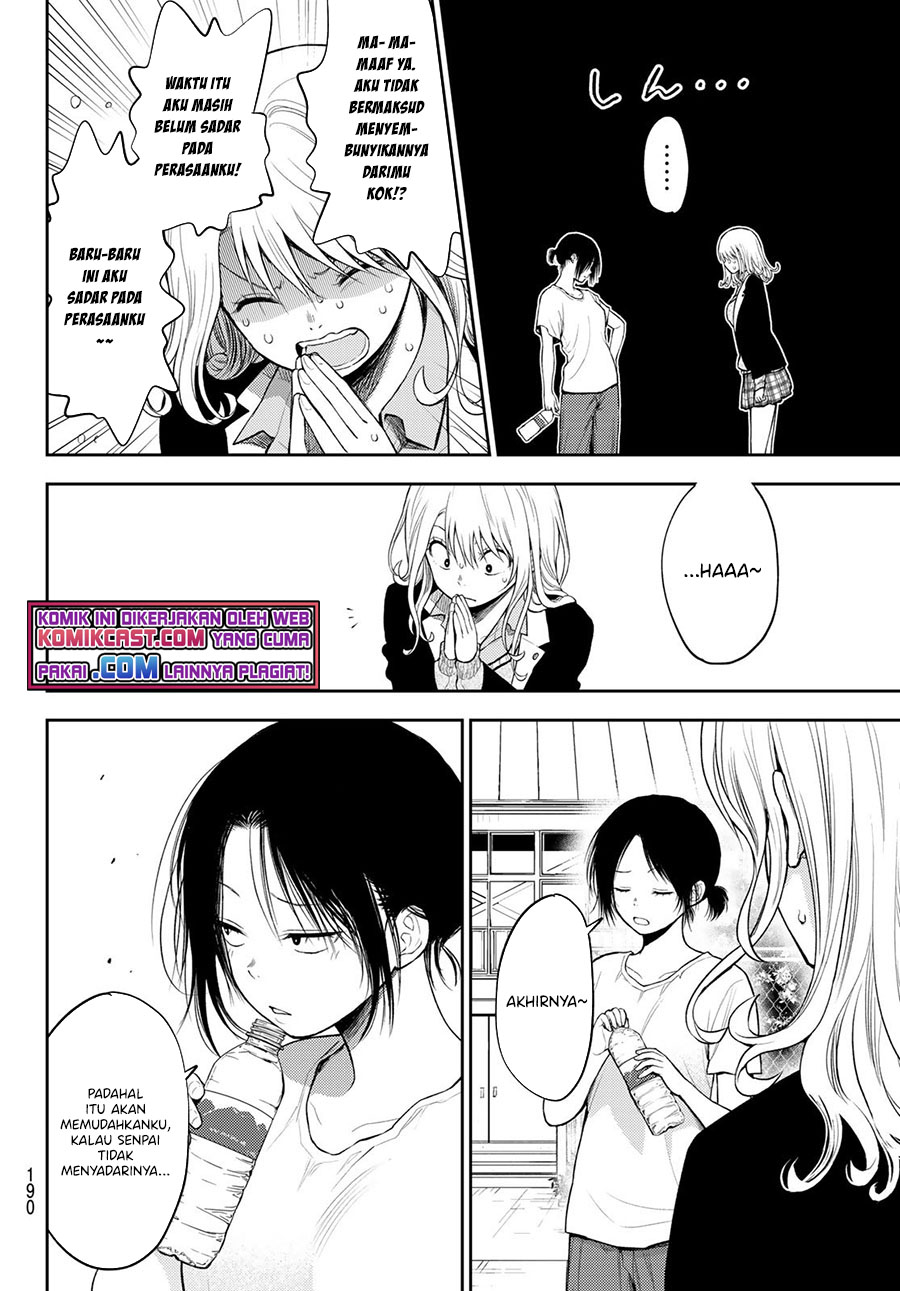 しん・・・
........
MA- MA-
MAAF YA.
AKU TIDAK
BERMAKSUD
MENYEM-
BUNYIKANNYA
DARIMU
KOK!?
WAKTU ITU
AKU MASIH
BELUM SADAR
PADA
PERASAANKU!
BARU-BARU
INI AKU
SADAR PADA
PERASAANKU
~~
...HAAA~
KOMIK INI DIKERJAKAN OLEH WEB
KOMIKCAST.COM YANG CUMA
PAKAI .COM LAINNYA PLAGIAT!
AKHIRNYA~
PADAHAL
ITU AKAN
MEMUDAHKANKU,
KALAU SENPAI
TIDAK
MENYADARINYA...
190